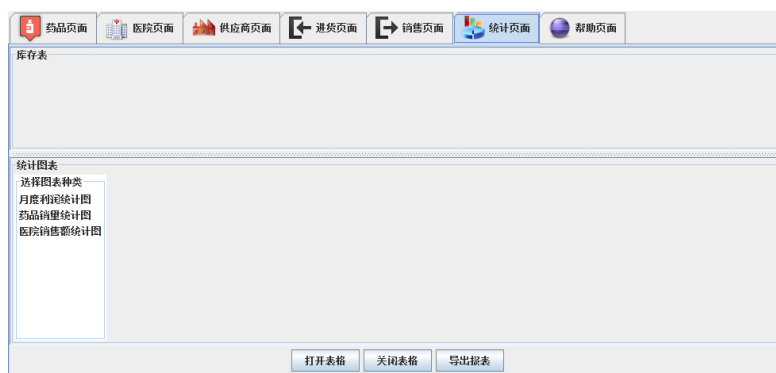 药品页面 医院页面 供应商页面 进货页面 销售页面 统计页面 帮助页面
库存表
统计图表
选择图表种类
月度利润统计图
药品销量统计图
医院销售额统计图
打开表格 关闭表格 导出报表